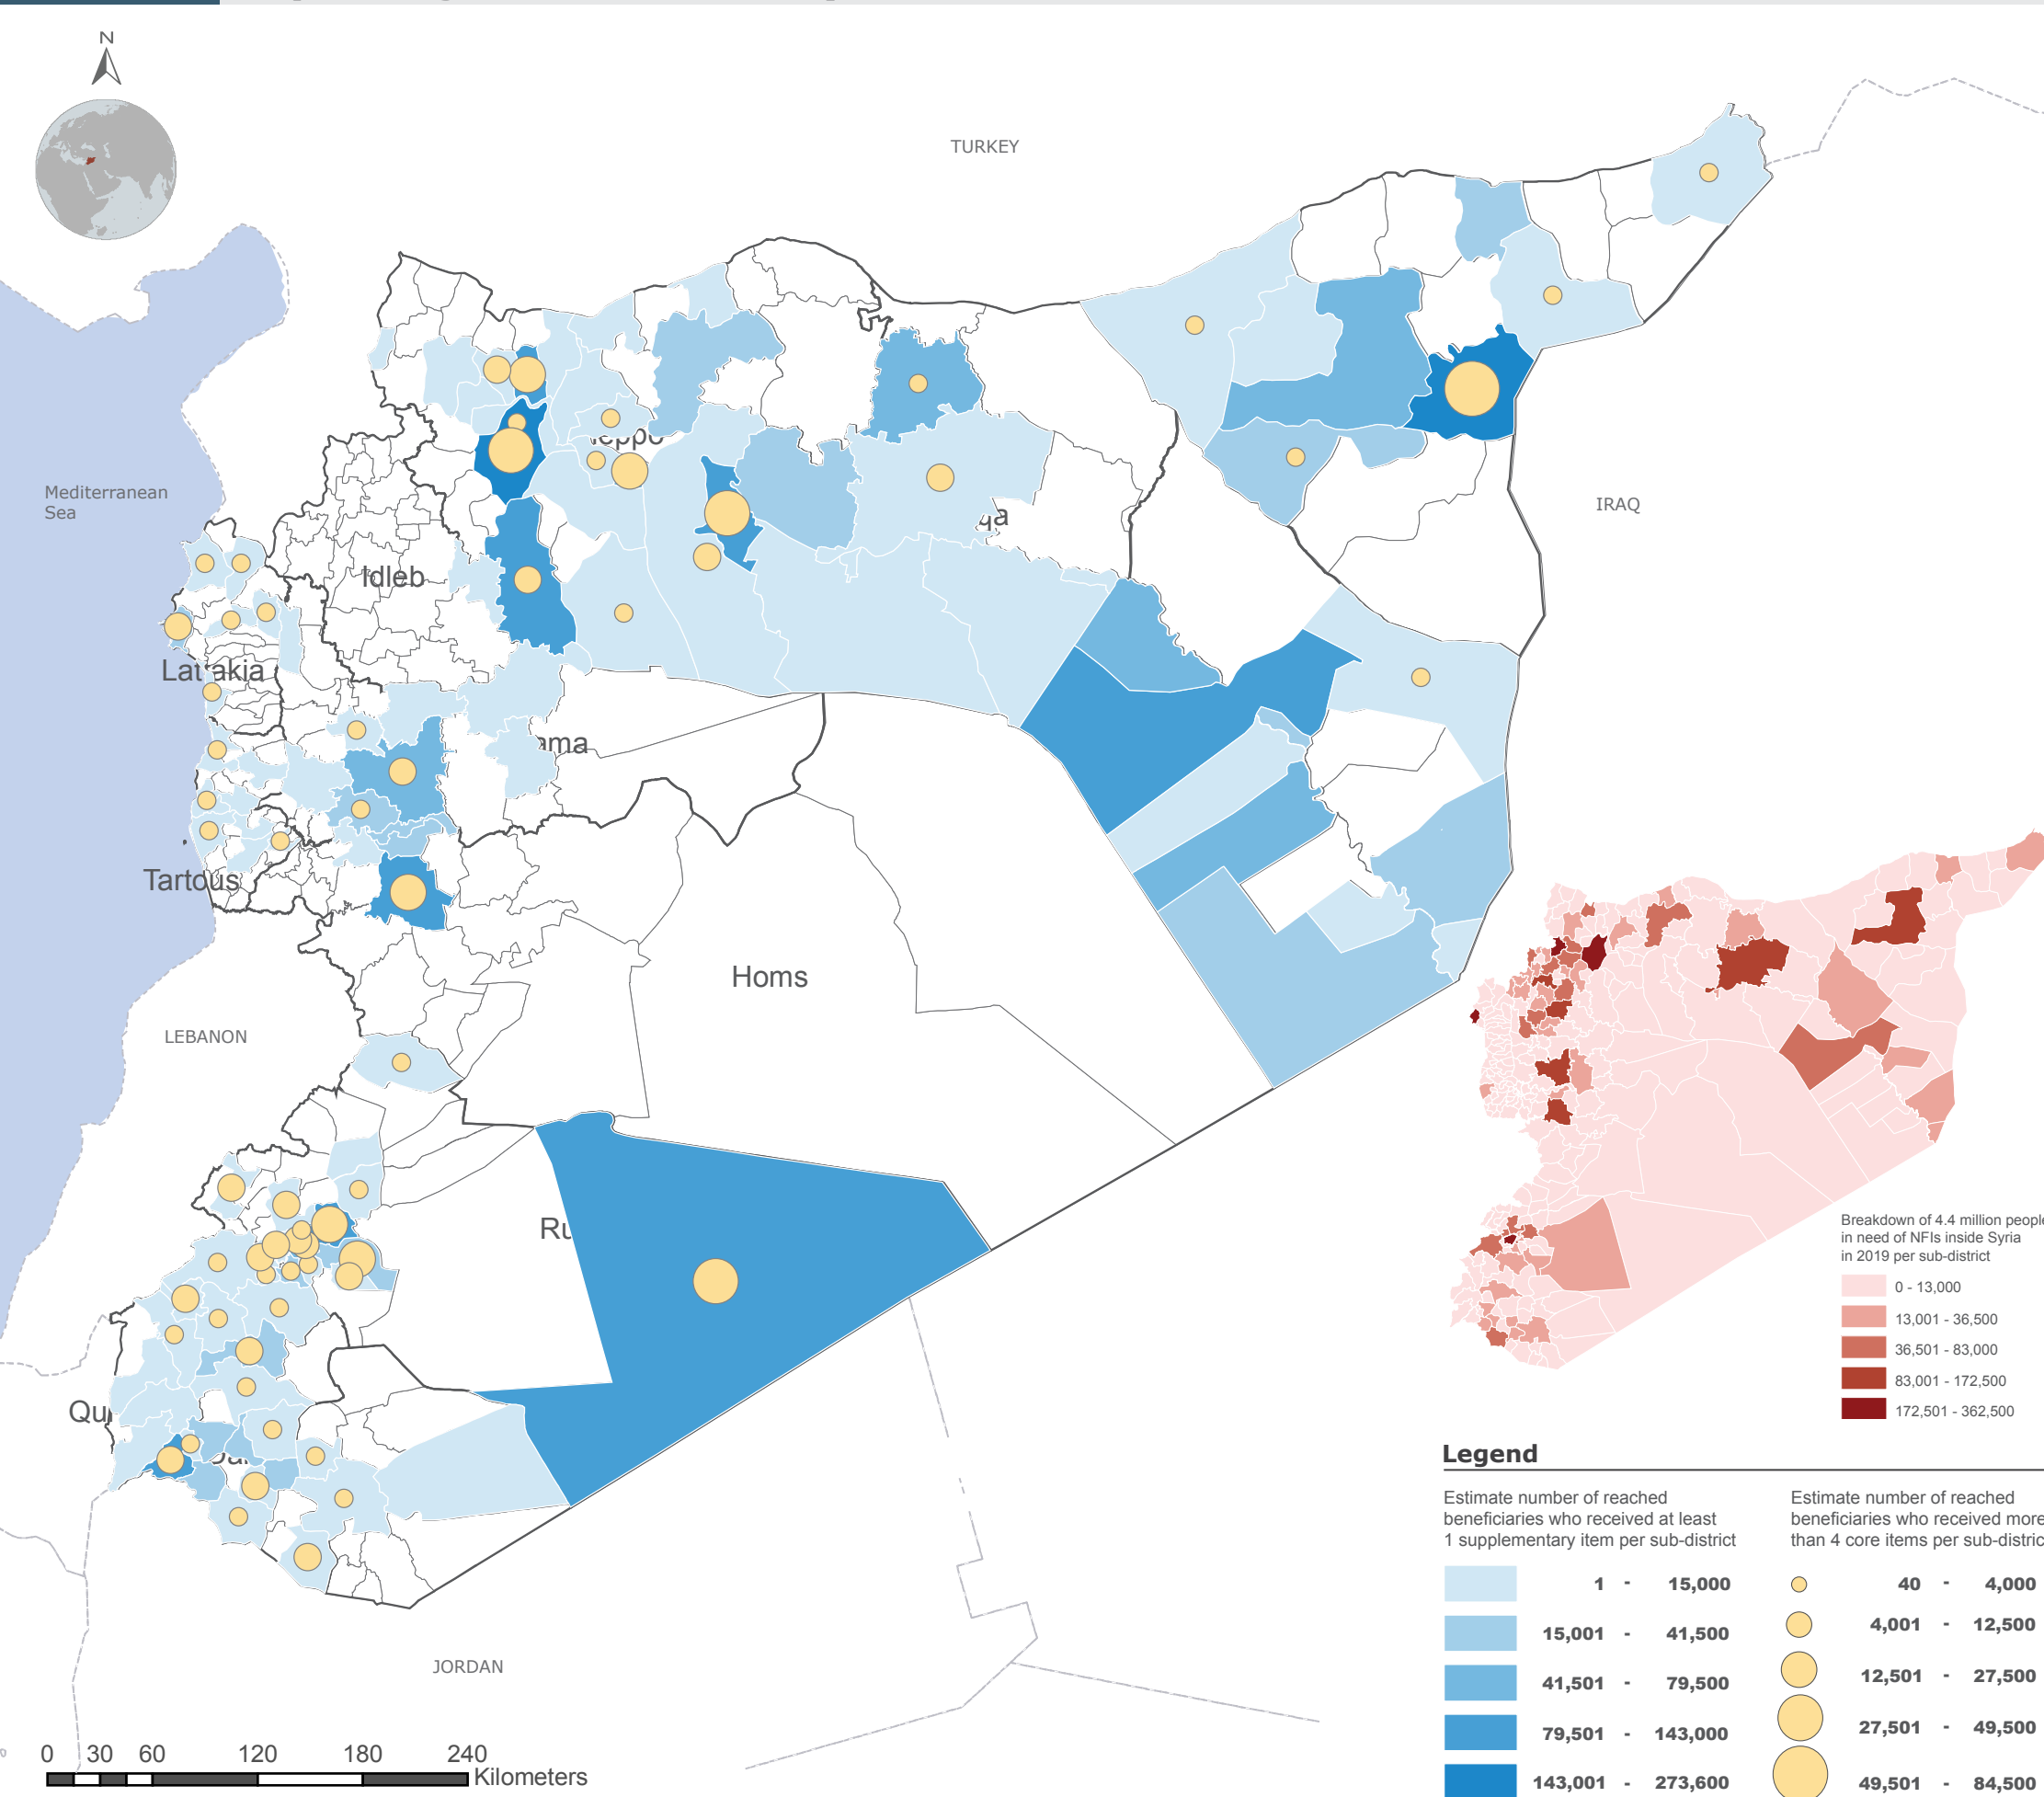 N
TURKEY
Mediterranean
Sea
IRAQ
Idleb
Lattakia
Tartous
Homs
LEBANON
JORDAN
Breakdown of 4.4 million people
in need of NFIs inside Syria
in 2019 per sub-district
0 - 13,000
13,001 - 36,500
36,501 - 83,000
83,001 - 172,500
172,501 - 362,500
Legend
Estimate number of reached
beneficiaries who received at least
1 supplementary item per sub-district
1 - 15,000
15,001 - 41,500
41,501 - 79,500
79,501 - 143,000
143,001 - 273,600
Estimate number of reached
beneficiaries who received more
than 4 core items per sub-district
40 - 4,000
4,001 - 12,500
12,501 - 27,500
27,501 - 49,500
49,501 - 84,500
0 30 60 120 180 240
Kilometers